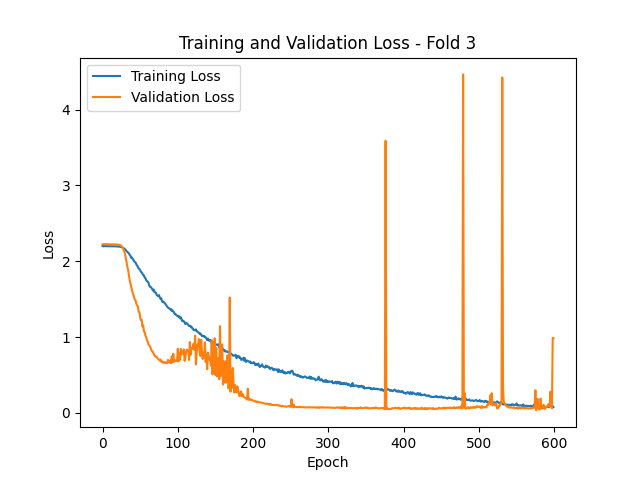 Training and Validation Loss - Fold 3
Training Loss
Validation Loss
Loss
4
3
2
1
0
0 100 200 300 400 500 600
Epoch